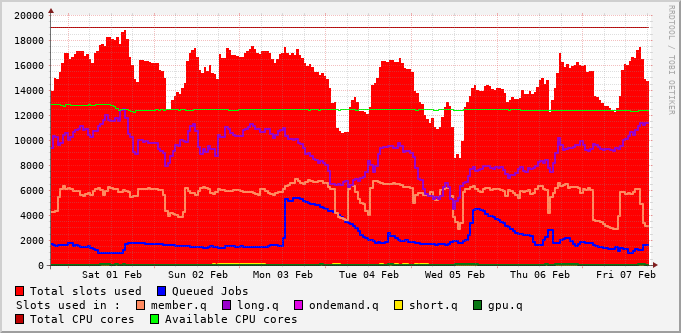 RRDTOOL / TOBI OETIKER
20000
18000
16000
14000
12000
10000
8000
6000
4000
2000
0
Sat 01 Feb Sun 02 Feb Mon 03 Feb Tue 04 Feb Wed 05 Feb Thu 06 Feb Fri 07 Feb
Total slots used Queued Jobs
Slots used in : member.q long.q ondemand.q short.q gpu.q
Total CPU cores Available CPU cores